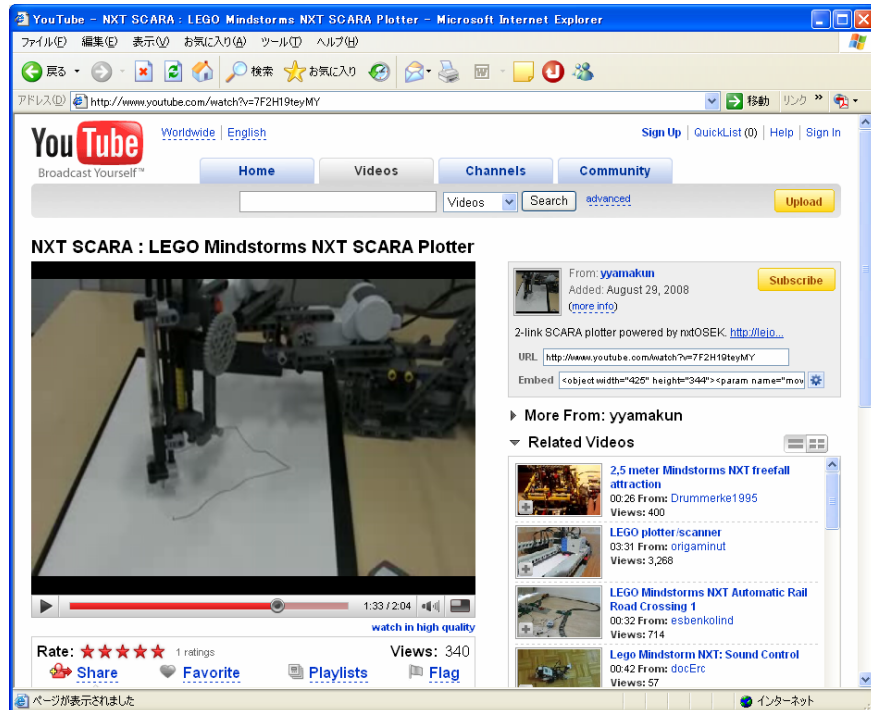 YouTube - NXT SCARA : LEGO Mindstorms NXT SCARA Plotter - Microsoft Internet Explorer
ファイル(F) 編集(E) 表示(V) お気に入り(A) ツール(T) ヘルプ(H)
戻る 検索 お気に入り
アドレス(D) http://www.youtube.com/watch?v=7F2H19teyMY 移動 リンク »
You Tube Worldwide | English Sign Up | QuickList (0) | Help | Sign In
Broadcast Yourself™
Home Videos Channels Community
Videos Search advanced Upload
NXT SCARA : LEGO Mindstorms NXT SCARA Plotter
From: yyamakun
Added: August 29, 2008
(more info)
Subscribe
2-link SCARA plotter powered by nxtOSEK. http://lejo...
URL http://www.youtube.com/watch?v=7F2H19teyMY
Embed <object width="425" height="344"><param name="mov
More From: yyamakun
Related Videos
2,5 meter Mindstorms NXT freefall
attraction
00:26 From: Drummerke1995
Views: 400
LEGO plotter/scanner
03:31 From: origaminut
Views: 3,268
LEGO Mindstorms NXT Automatic Rail
Road Crossing 1
00:32 From: esbenkolind
Views: 714
Lego Mindstorm NXT: Sound Control
00:42 From: docErc
Views: 57
1:33 / 2:04
watch in high quality
Rate: 1 ratings Views: 340
Share Favorite Playlists Flag
ページが表示されました インターネット